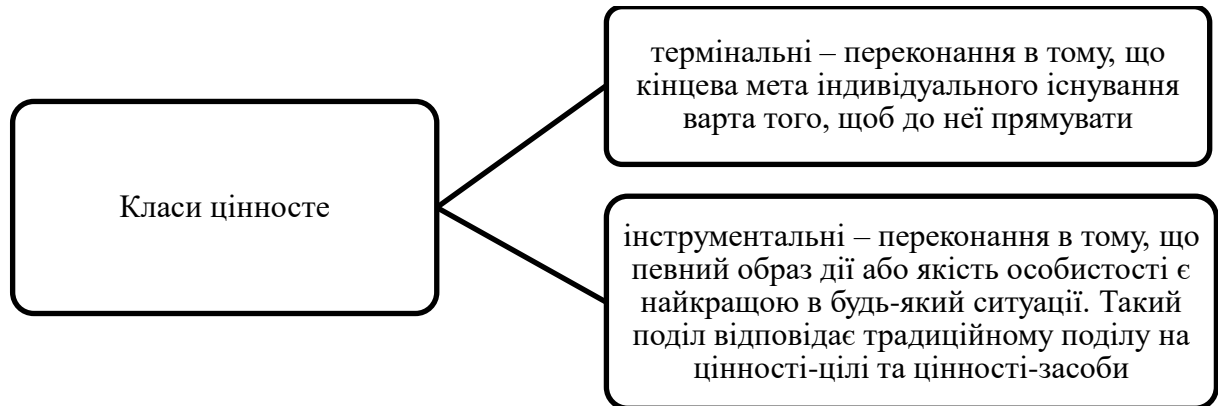 Класи цінносте
термінальні – переконання в тому, що
кінцева мета індивідуального існування
варта того, щоб до неї прямувати
інструментальні – переконання в тому, що
певний образ дії або якість особистості є
найкращою в будь-який ситуації. Такий
поділ відповідає традиційному поділу на
цінності-цілі та цінності-засоби